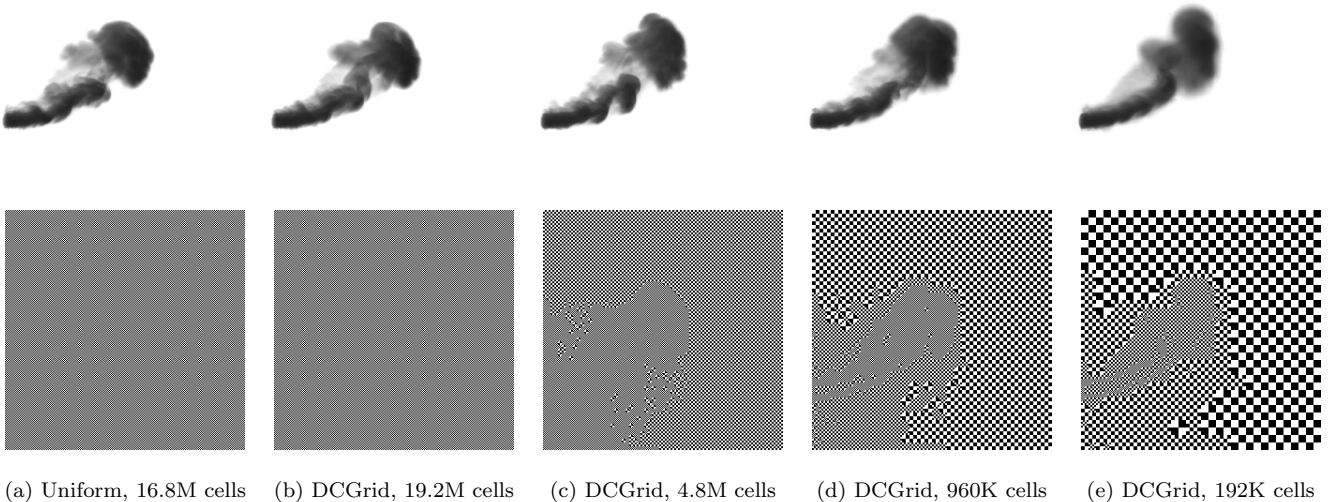 (a) Uniform, 16.8M cells
(b) DCGrid, 19.2M cells
(c) DCGrid, 4.8M cells
(d) DCGrid, 960K cells
(e) DCGrid, 192K cells